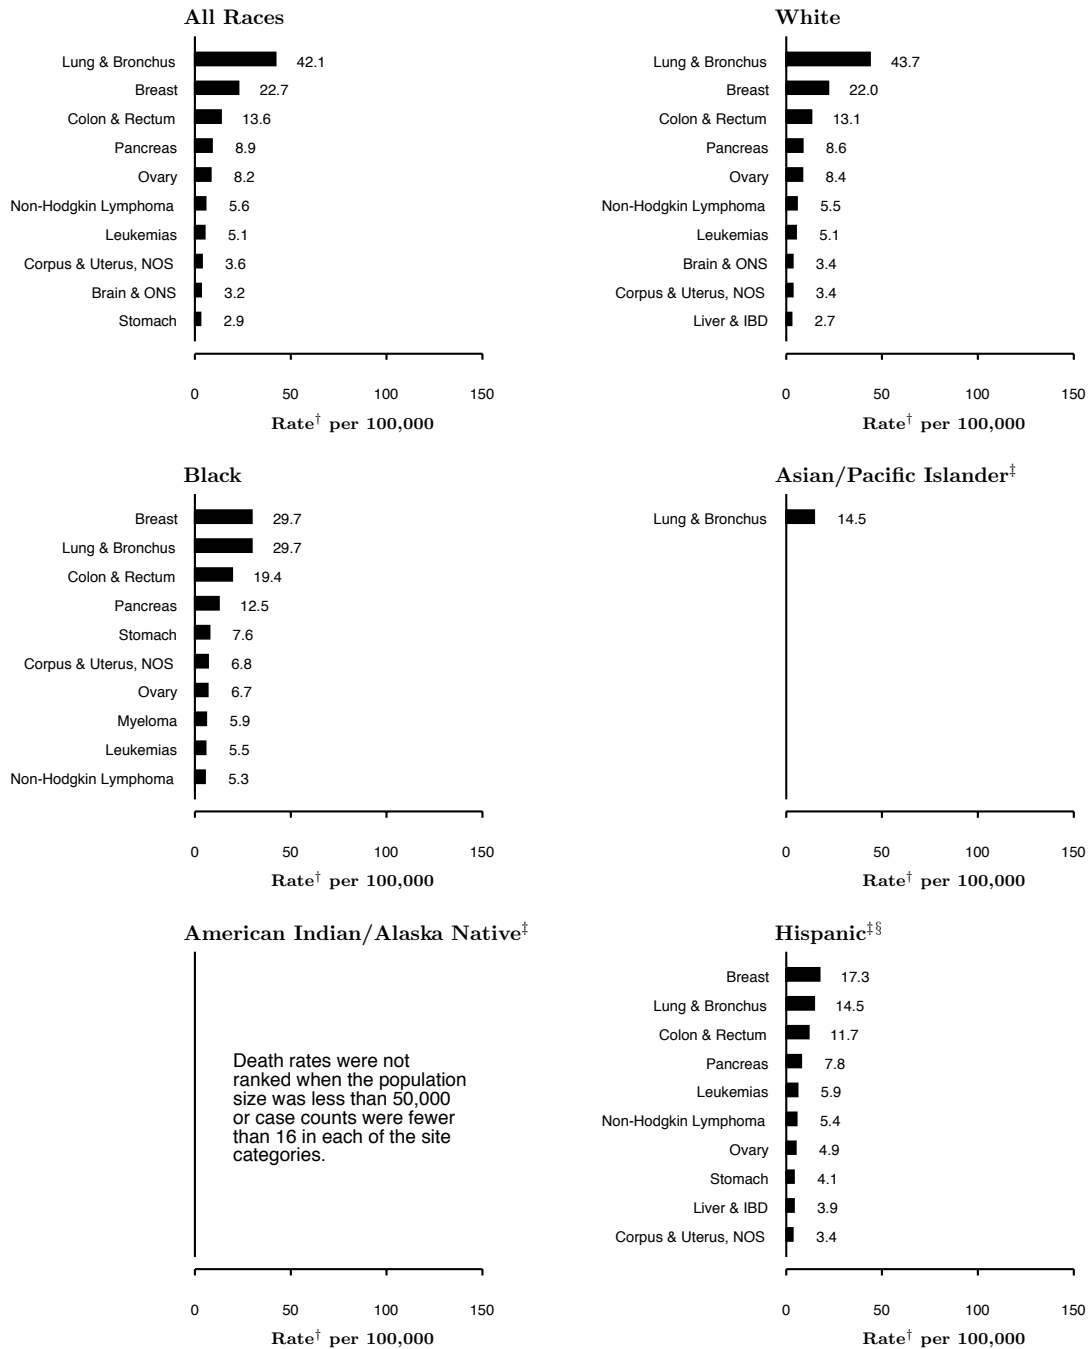 All Races
Lung & Bronchus 42.1
Breast 22.7
Colon & Rectum 13.6
Pancreas 8.9
Ovary 8.2
Non-Hodgkin Lymphoma 5.6
Leukemias 5.1
Corpus & Uterus, NOS 3.6
Brain & ONS 3.2
Stomach 2.9
0 50 100 150
Rate† per 100,000
White
Lung & Bronchus 43.7
Breast 22.0
Colon & Rectum 13.1
Pancreas 8.6
Ovary 8.4
Non-Hodgkin Lymphoma 5.5
Leukemias 5.1
Brain & ONS 3.4
Corpus & Uterus, NOS 3.4
Liver & IBD 2.7
0 50 100 150
Rate† per 100,000
Black
Breast 29.7
Lung & Bronchus 29.7
Colon & Rectum 19.4
Pancreas 12.5
Stomach 7.6
Corpus & Uterus, NOS 6.8
Ovary 6.7
Myeloma 5.9
Leukemias 5.5
Non-Hodgkin Lymphoma 5.3
0 50 100 150
Rate† per 100,000
Asian/Pacific Islander‡
Lung & Bronchus 14.5
0 50 100 150
Rate† per 100,000
American Indian/Alaska Native‡
Death rates were not
ranked when the population
size was less than 50,000
or case counts were fewer
than 16 in each of the site
categories.
0 50 100 150
Rate† per 100,000
Hispanic‡§
Breast 17.3
Lung & Bronchus 14.5
Colon & Rectum 11.7
Pancreas 7.8
Leukemias 5.9
Non-Hodgkin Lymphoma 5.4
Ovary 4.9
Stomach 4.1
Liver & IBD 3.9
Corpus & Uterus, NOS 3.4
0 50 100 150
Rate† per 100,000